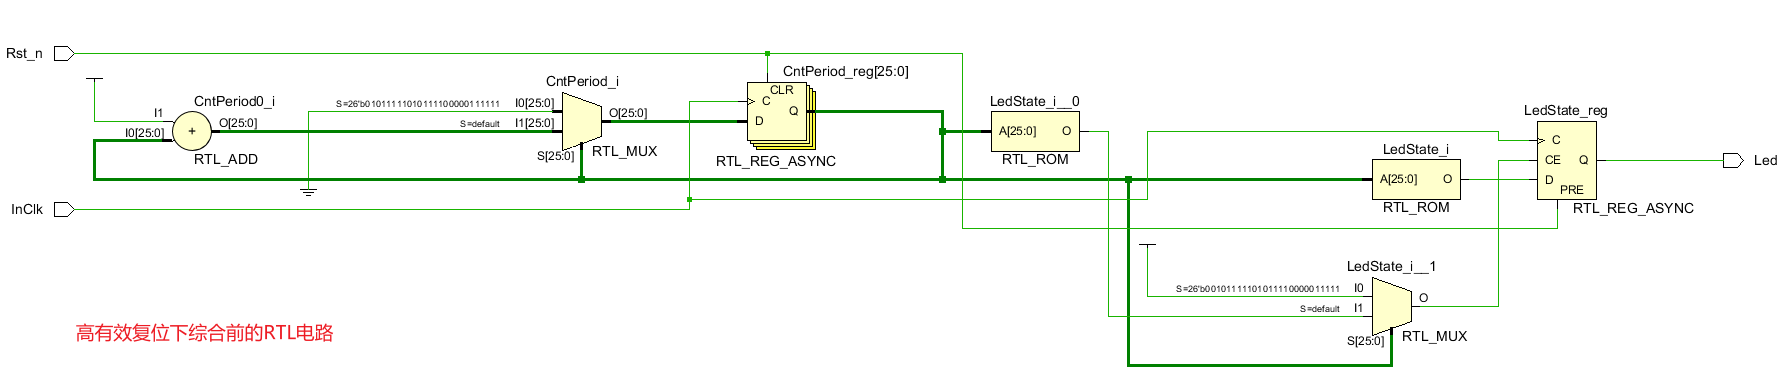 Rst_n
InClk
I1
I0[25:0]
CntPeriod0_i
+
O[25:0]
RTL_ADD
CntPeriod_i
S=26'b01011111010111100000111111
I0[25:0]
S=default
I1[25:0]
O[25:0]
S[25:0]
RTL_MUX
CntPeriod_reg[25:0]
CLR
C
D
Q
RTL_REG_ASYNC
LedState_i__0
A[25:0]
O
RTL_ROM
LedState_i
A[25:0]
O
RTL_ROM
LedState_reg
C
CE
D
Q
PRE
RTL_REG_ASYNC
Led
LedState_i__1
I0
S=default
I1
O
S[25:0]
RTL_MUX
高有效复位下综合前的RTL电路